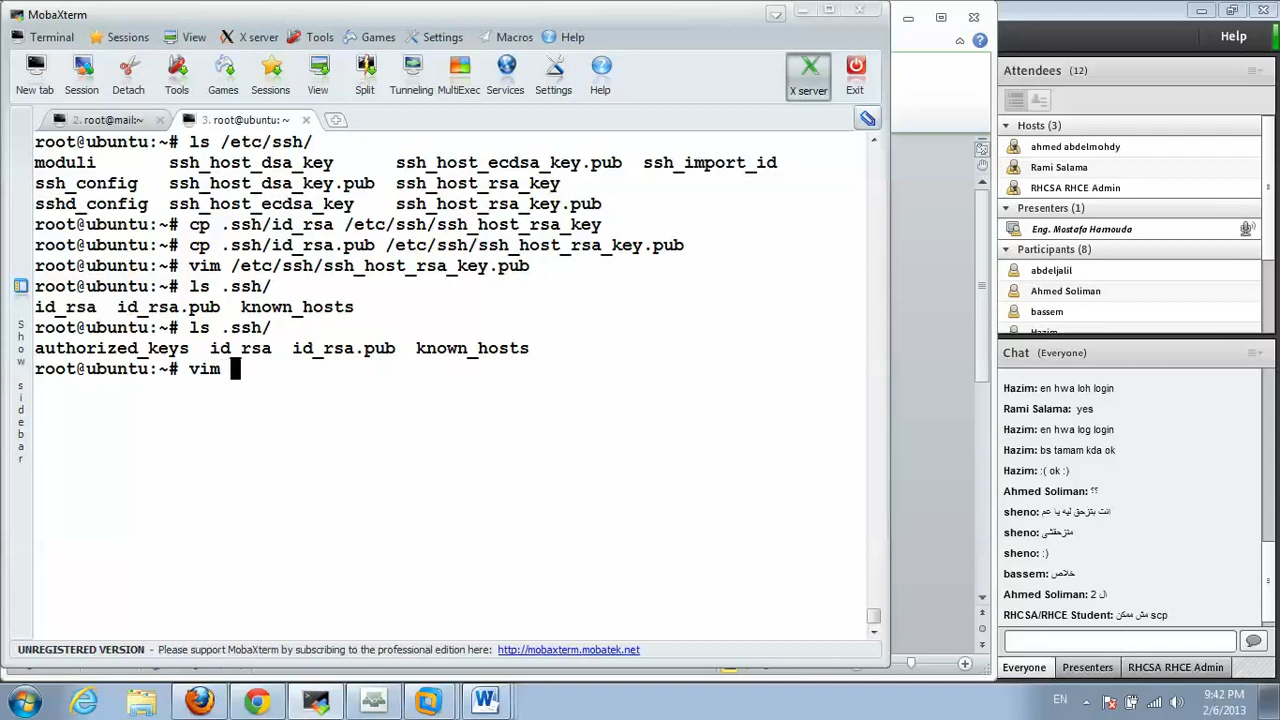 MobaXterm
Terminal Sessions View X server Tools Games Settings Macros Help
New tab Session Detach Tools Games Sessions View Split Tunneling MultiExec Services Settings Help X server Exit
2. root@mail:~ 3. root@ubuntu: ~
root@ubuntu:~# ls /etc/ssh/
moduli ssh_host_dsa_key ssh_host_ecdsa_key.pub ssh_import_id
ssh_config ssh_host_dsa_key.pub ssh_host_rsa_key
sshd_config ssh_host_ecdsa_key ssh_host_rsa_key.pub
root@ubuntu:~# cp .ssh/id_rsa /etc/ssh/ssh_host_rsa_key
root@ubuntu:~# cp .ssh/id_rsa.pub /etc/ssh/ssh_host_rsa_key.pub
root@ubuntu:~# vim /etc/ssh/ssh_host_rsa_key.pub
root@ubuntu:~# ls .ssh/
id_rsa id_rsa.pub known_hosts
root@ubuntu:~# ls .ssh/
authorized_keys id_rsa id_rsa.pub known_hosts
root@ubuntu:~# vim
Show sidebar
UNREGISTERED VERSION - Please support MobaXterm by subscribing to the professional edition here: http://mobaxterm.mobatek.net
Help
Attendees (12)
Hosts (3)
ahmed abdelmohdy
Rami Salama
RHCSA RHCE Admin
Presenters (1)
Eng. Mostafa Hamouda
Participants (8)
abdeljalil
Ahmed Soliman
bassem
Hazim
Chat (Everyone)
Hazim: en hwa loh login
Rami Salama: yes
Hazim: en hwa log login
Hazim: bs tamam kda ok
Hazim: :( ok :)
Ahmed Soliman: ؟؟
sheno: انت بتزحق ليه يا عم
sheno: متزحقشى
sheno: :)
bassem: خلاص
Ahmed Soliman: ال 2
RHCSA/RHCE Student: مش ممكن scp
Everyone Presenters RHCSA RHCE Admin
EN
9:42 PM
2/6/2013